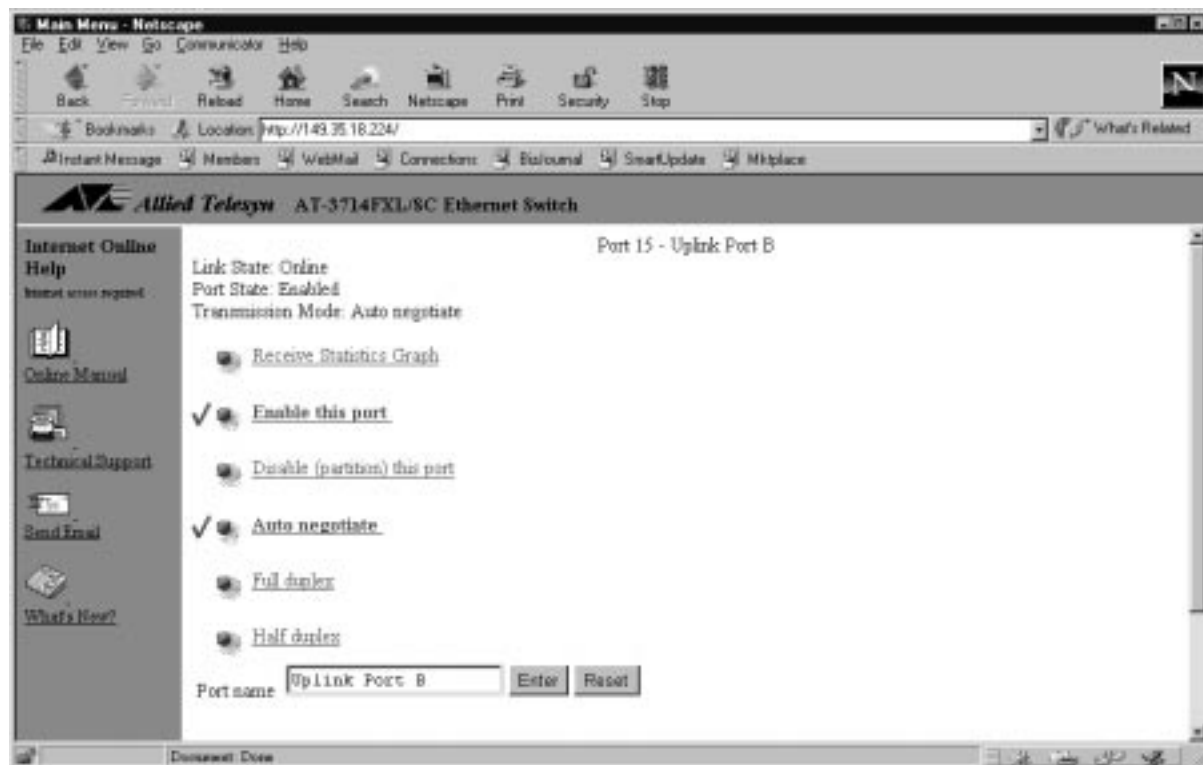 Main Menu - Netscape
File Edit View Go Communicator Help
Back Forward Reload Home Search Netscape Print Security Stop
N
Bookmarks Location: http://149.35.18.224/ What's Related
Instant Message Members WebMail Connections BizJournal SmartUpdate Mktplace
Allied Telesyn AT-3714FXL/SC Ethernet Switch
Internet Online
Help
Internet access required.
Online Manual
Technical Support
Send Email
What's New?
Port 15 - Uplink Port B
Link State: Online
Port State: Enabled
Transmission Mode: Auto negotiate
Receive Statistics Graph
Enable this port
Disable (partition) this port
Auto negotiate
Full duplex
Half duplex
Port name Uplink Port B Enter Reset
Document: Done